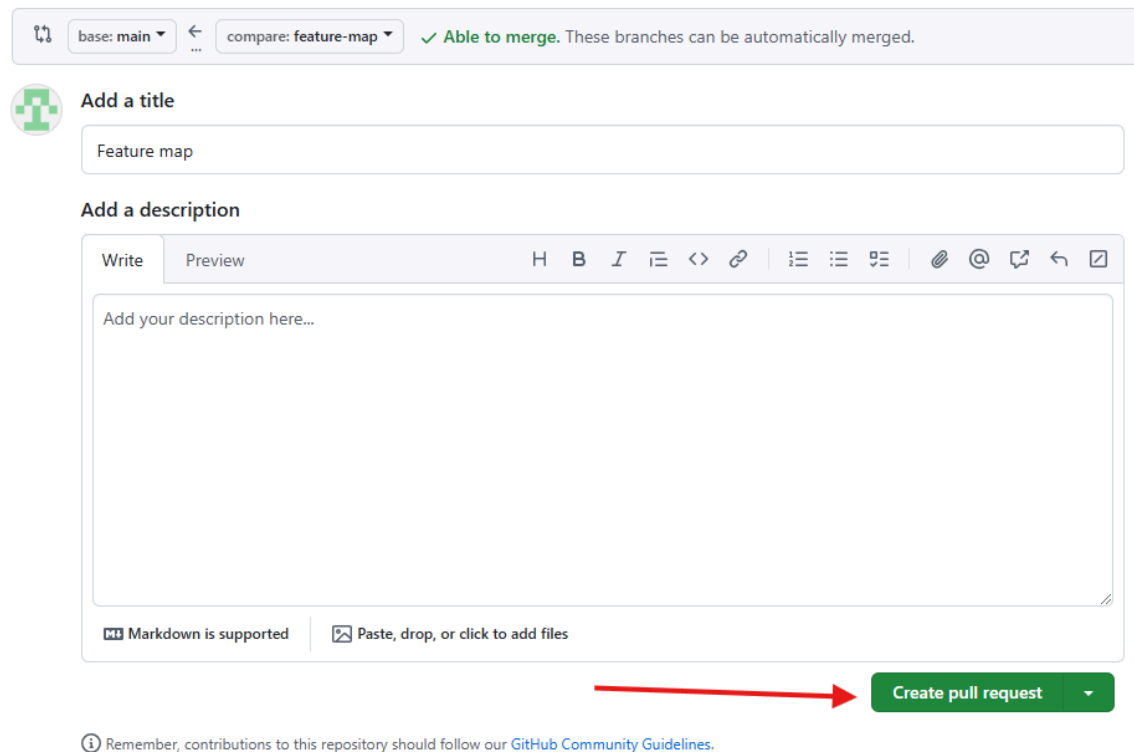 base: main ← compare: feature-map ✓ Able to merge. These branches can be automatically merged.
Add a title
Feature map
Add a description
Write Preview
Add your description here...
Markdown is supported Paste, drop, or click to add files
Create pull request
Remember, contributions to this repository should follow our GitHub Community Guidelines.